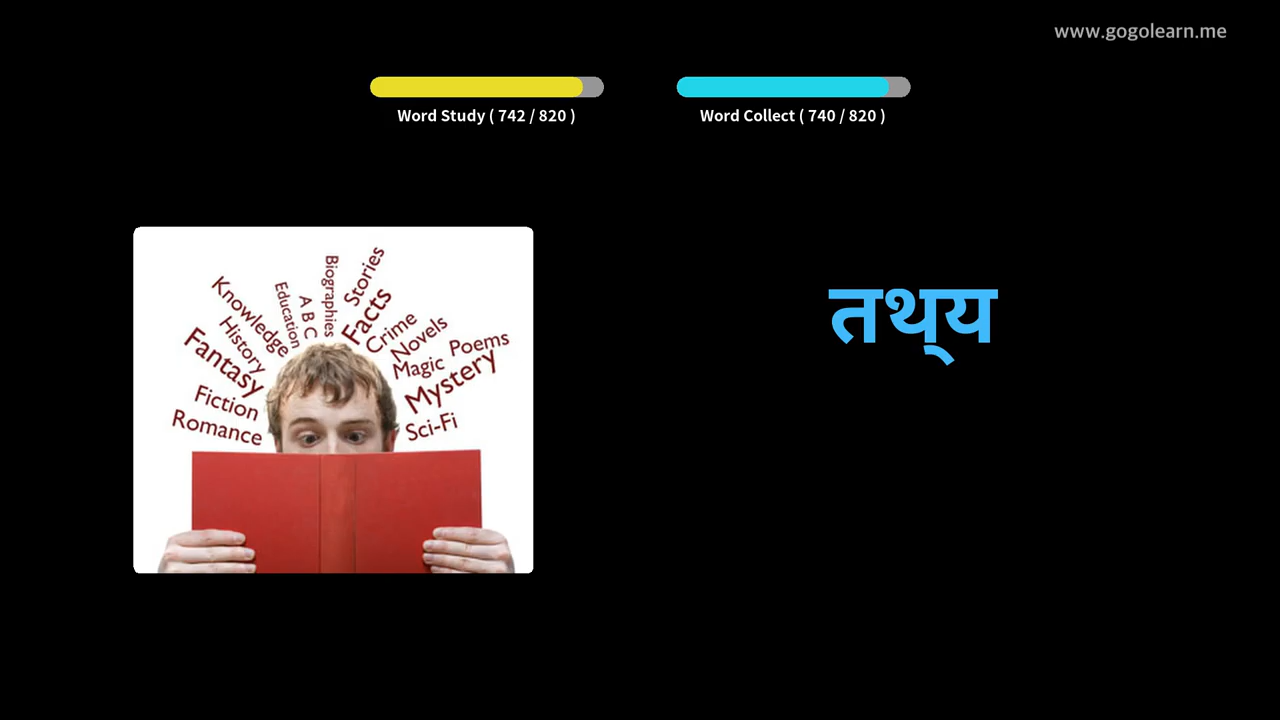 www.gogolearn.me
Word Study ( 742 / 820 )
Word Collect ( 740 / 820 )
तथ्य
Biographies
Stories
Education
A B C
Facts
Knowledge
History
Crime
Novels
Fantasy
Magic
Poems
Mystery
Fiction
Romance
Sci-Fi